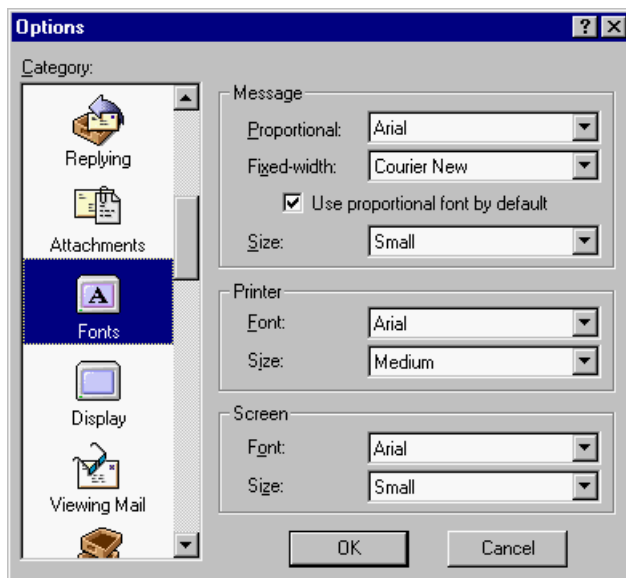 Options
Category:
Replying
Attachments
A
Fonts
Display
Viewing Mail
Message
Proportional: Arial
Fixed-width: Courier New
Use proportional font by default
Size: Small
Printer
Font: Arial
Size: Medium
Screen
Font: Arial
Size: Small
OK Cancel